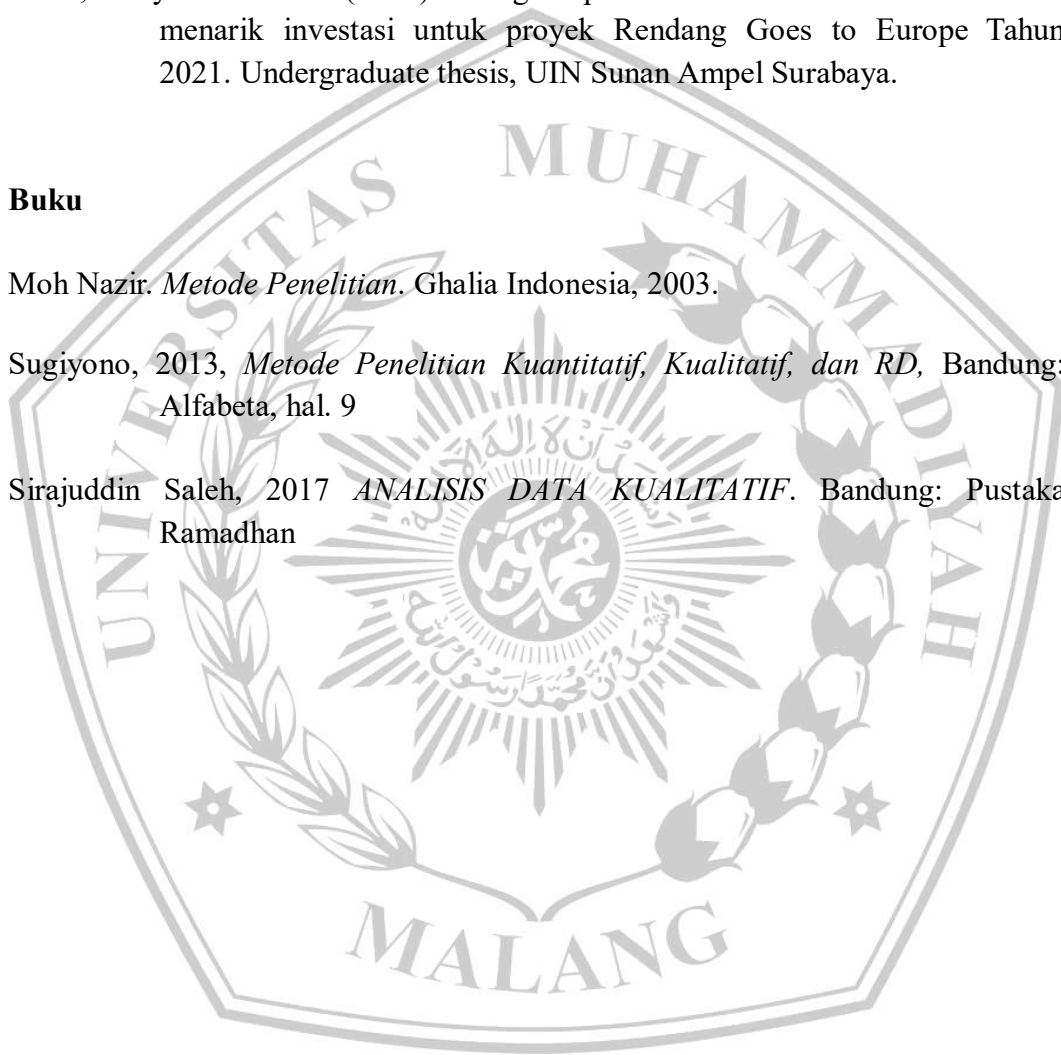 menarik investasi untuk proyek Rendang Goes to Europe Tahun
2021. Undergraduate thesis, UIN Sunan Ampel Surabaya.
Buku
Moh Nazir. Metode Penelitian. Ghalia Indonesia, 2003.
Sugiyono, 2013, Metode Penelitian Kuantitatif, Kualitatif, dan RD, Bandung:
Alfabeta, hal. 9
Sirajuddin Saleh, 2017 ANALISIS DATA KUALITATIF. Bandung: Pustaka
Ramadhan
UNIVERSITAS MUHAMMADIYAH
MALANG